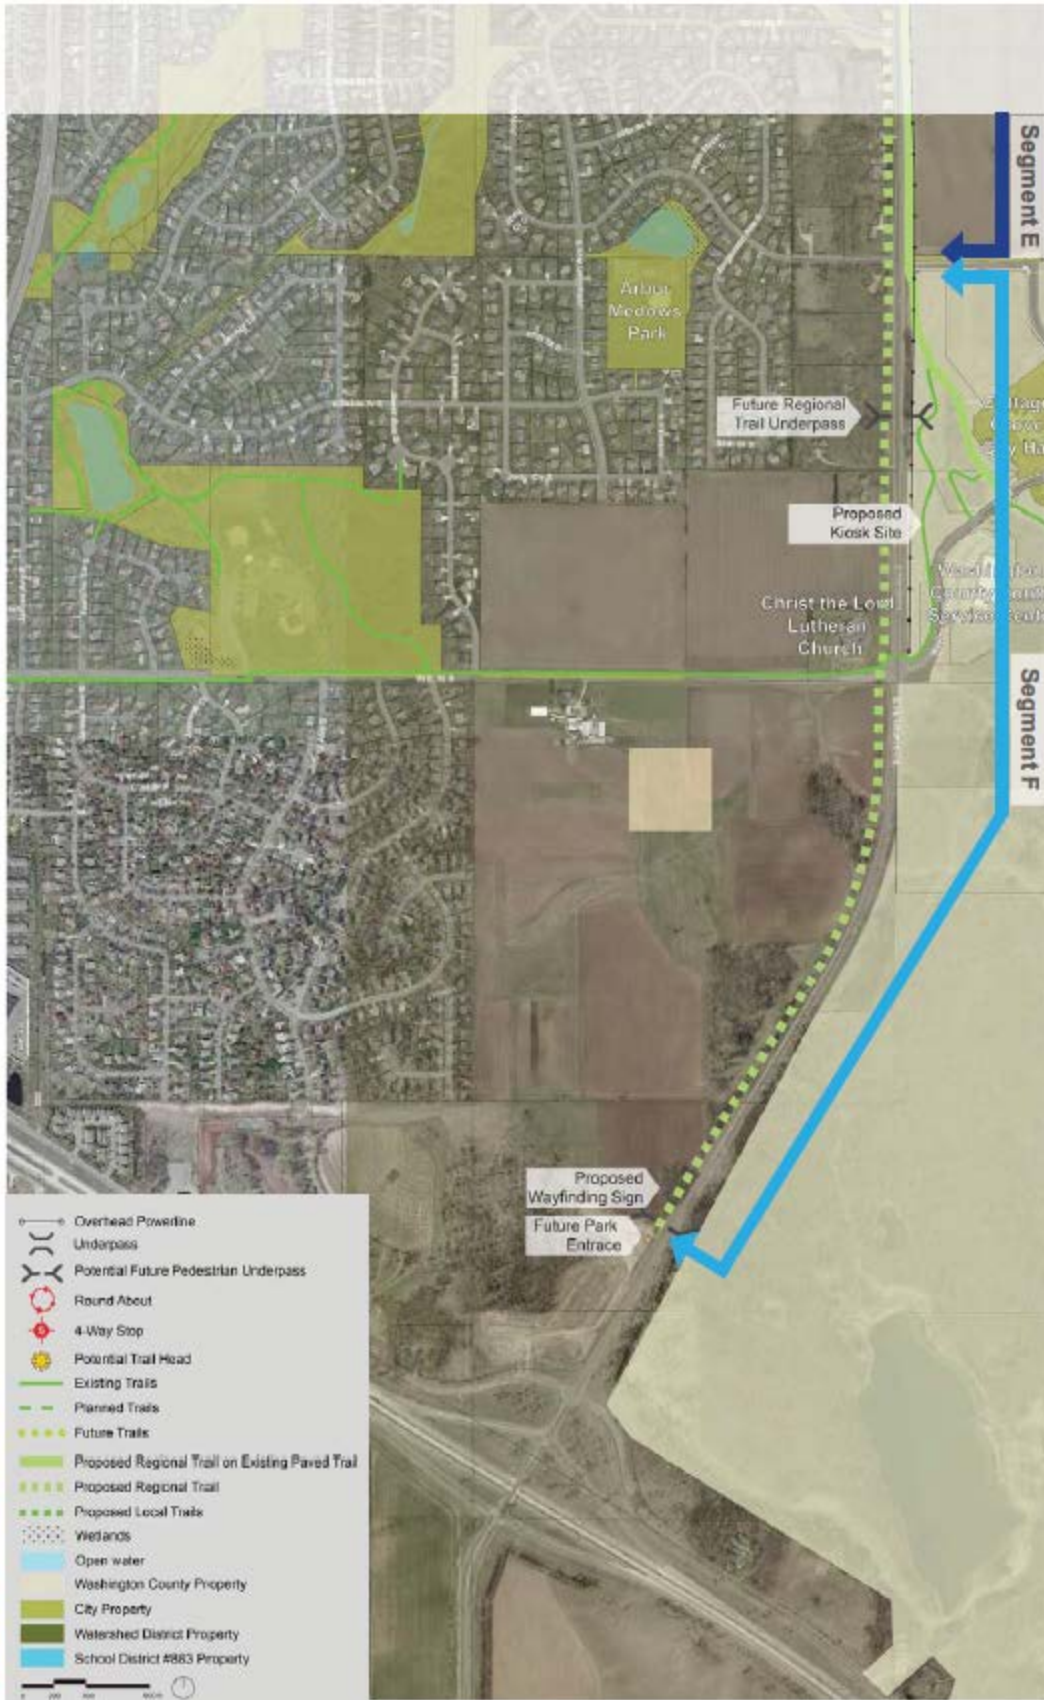 Segment E
Arbor
Medows
Park
Future Regional
Trail Underpass
Proposed
Kiosk Site
Christ the Lord
Lutheran
Church
Segment F
Proposed
Wayfinding Sign
Future Park
Entrace
Overhead Powerline
Underpass
Potential Future Pedestrian Underpass
Round About
4-Way Stop
Potential Trail Head
Existing Trails
Planned Trails
Future Trails
Proposed Regional Trail on Existing Paved Trail
Proposed Regional Trail
Proposed Local Trails
Wetlands
Open water
Washington County Property
City Property
Watershed District Property
School District #883 Property